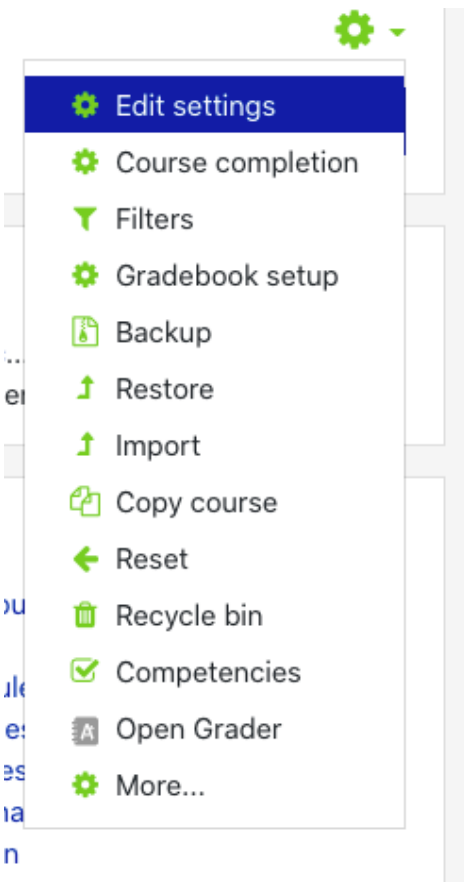 Edit settings
Course completion
Filters
Gradebook setup
Backup
Restore
Import
Copy course
Reset
Recycle bin
Competencies
Open Grader
More...